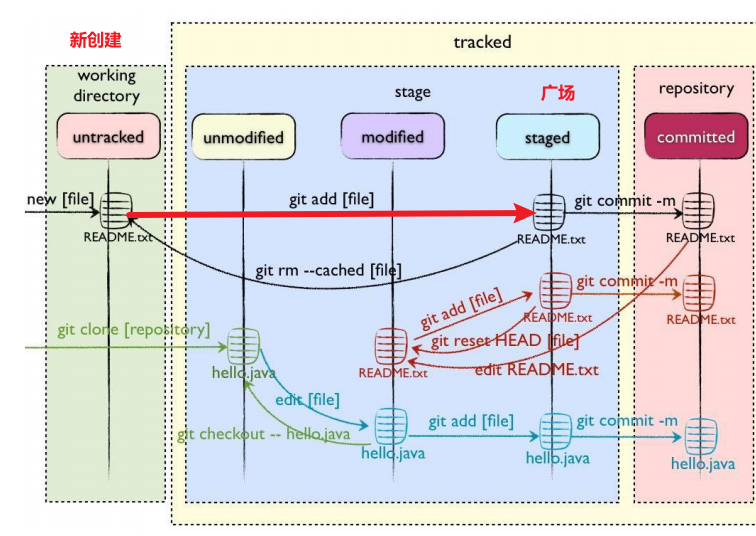 新创建
tracked
working
directory
stage
广场
repository
untracked
unmodified
modified
staged
committed
new [file]
git add [file]
git commit -m
README.txt
README.txt
README.txt
git rm --cached [file]
git add [file]
git commit -m
README.txt
README.txt
git clone [repository]
git reset HEAD [file]
hello.java
README.txt
edit README.txt
edit [file]
git checkout -- hello.java
git add [file]
git commit -m
hello.java
hello.java
hello.java